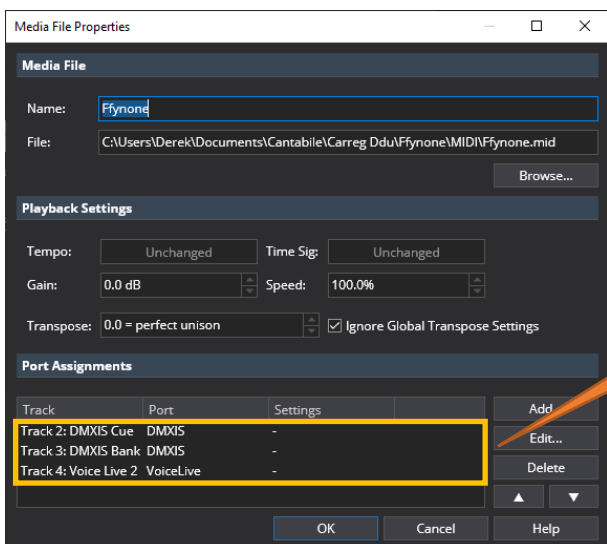 Media File Properties
Media File
Name: Ffynone
File: C:\Users\Derek\Documents\Cantabile\Carreg Ddu\Ffynone\MIDI\Ffynone.mid
Browse...
Playback Settings
Tempo: Unchanged Time Sig: Unchanged
Gain: 0.0 dB Speed: 100.0%
Transpose: 0.0 = perfect unison Ignore Global Transpose Settings
Port Assignments
Track Port Settings Add
Track 2: DMXIS Cue DMXIS -
Edit...
Track 3: DMXIS Bank DMXIS -
Track 4: Voice Live 2 VoiceLive - Delete
OK Cancel Help